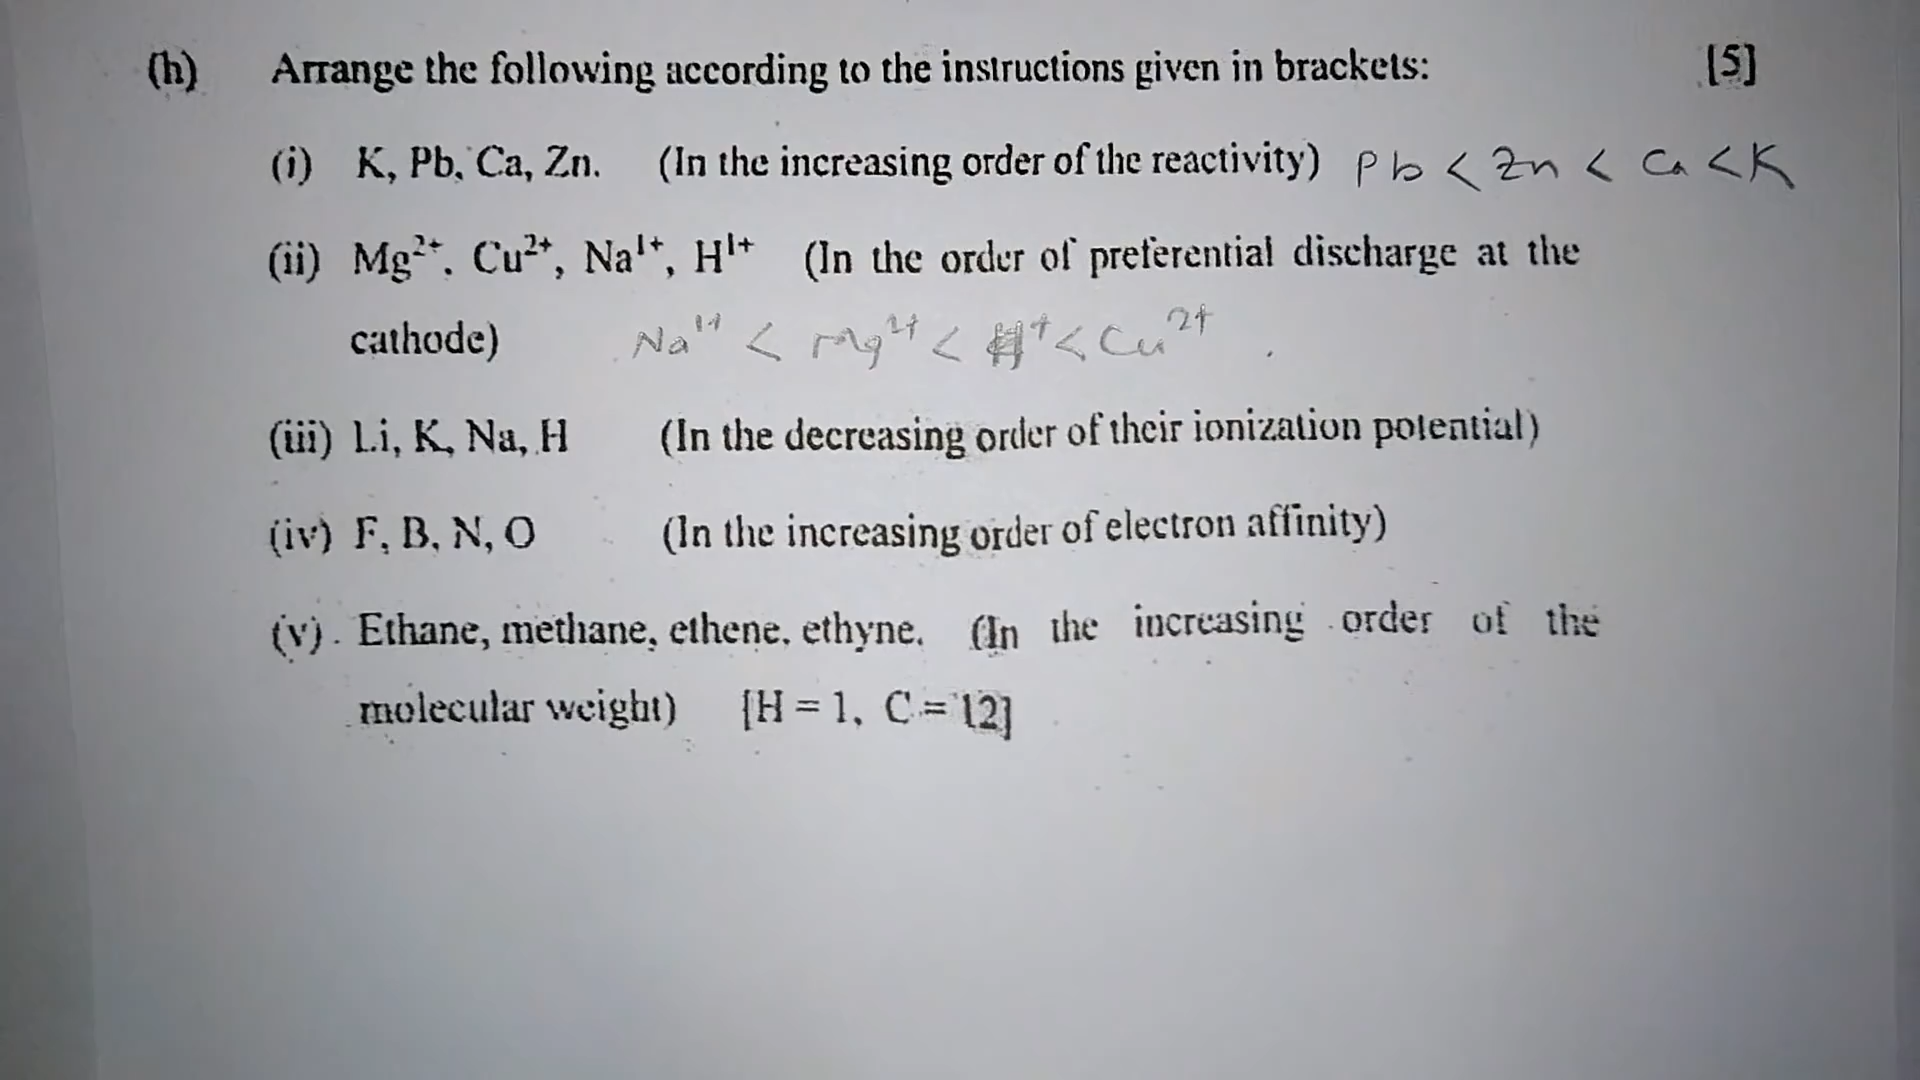 (h) Arrange the following according to the instructions given in brackets: [5]
(i) K, Pb, Ca, Zn. (In the increasing order of the reactivity) Pb < Zn < Ca < K
(ii) Mg²⁺, Cu²⁺, Na¹⁺, H¹⁺ (In the order of preferential discharge at the
cathode) Na¹⁺ < Mg²⁺ < H⁺ < Cu²⁺
(iii) Li, K, Na, H (In the decreasing order of their ionization potential)
(iv) F, B, N, O (In the increasing order of electron affinity)
(v). Ethane, methane, ethene, ethyne. (In the increasing order of the
molecular weight) [H = 1, C = 12]